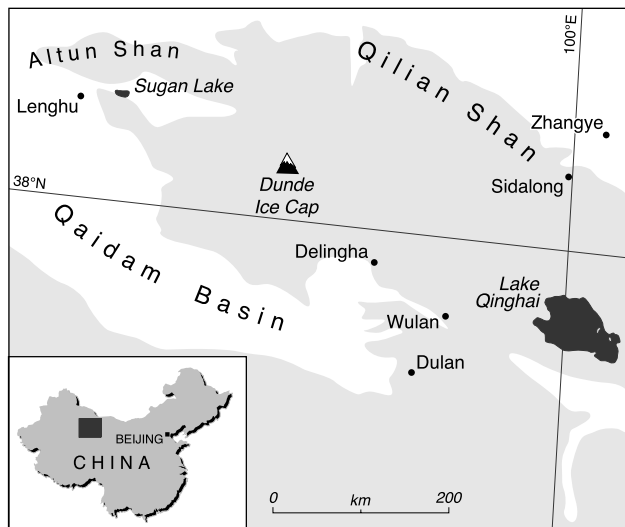 100°E
Altun Shan
Qilian Shan
Sugan Lake
Lenghu
Zhangye
Sidalong
Dunde
Ice Cap
38°N
Qaidam Basin
Delingha
Lake
Qinghai
Wulan
Dulan
BEIJING
CHINA
0 km 200